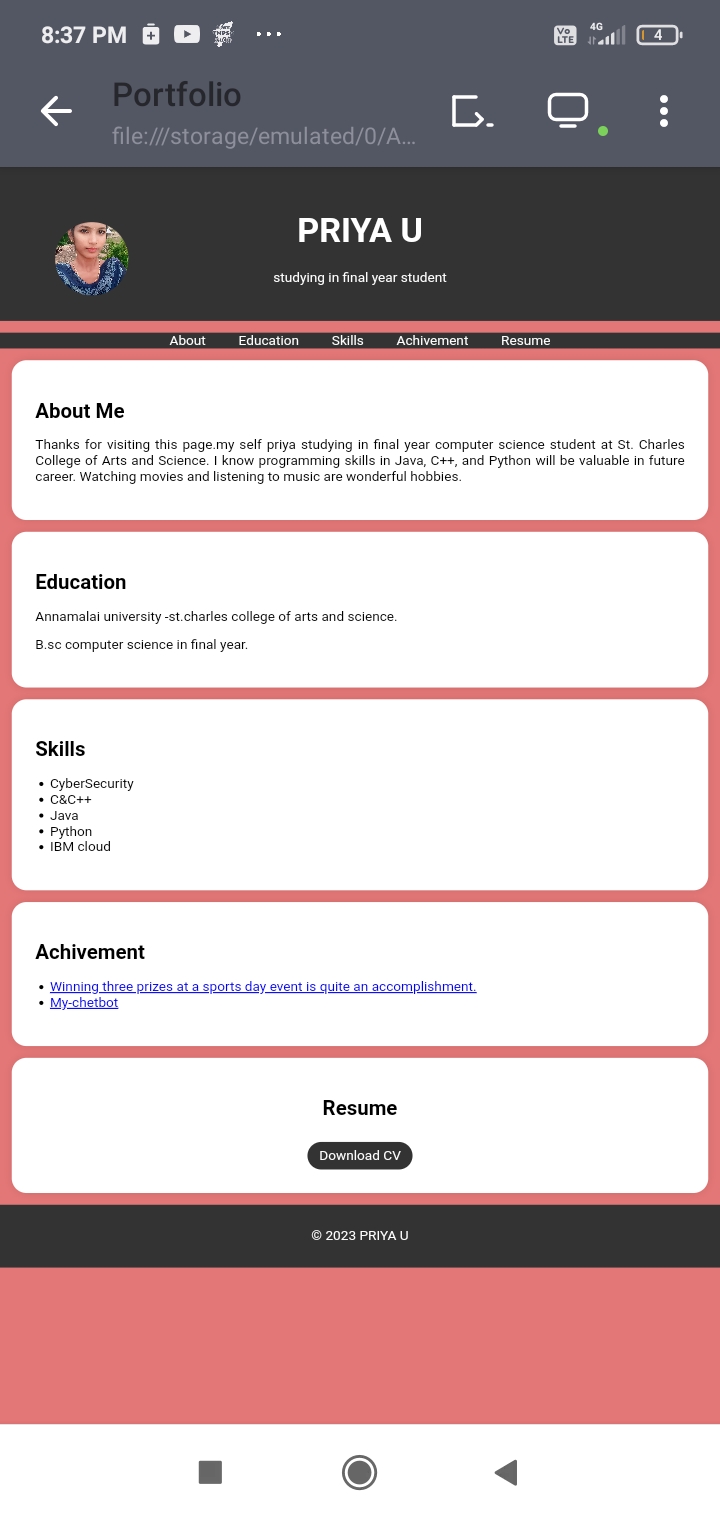 8:37 PM
Vo
LTE
4G
4
Portfolio
file:///storage/emulated/0/A...
PRIYA U
studying in final year student
About Education Skills Achivement Resume
About Me
Thanks for visiting this page.my self priya studying in final year computer science student at St. Charles
College of Arts and Science. I know programming skills in Java, C++, and Python will be valuable in future
career. Watching movies and listening to music are wonderful hobbies.
Education
Annamalai university -st.charles college of arts and science.
B.sc computer science in final year.
Skills
• CyberSecurity
• C&C++
• Java
• Python
• IBM cloud
Achivement
• Winning three prizes at a sports day event is quite an accomplishment.
• My-chetbot
Resume
Download CV
© 2023 PRIYA U